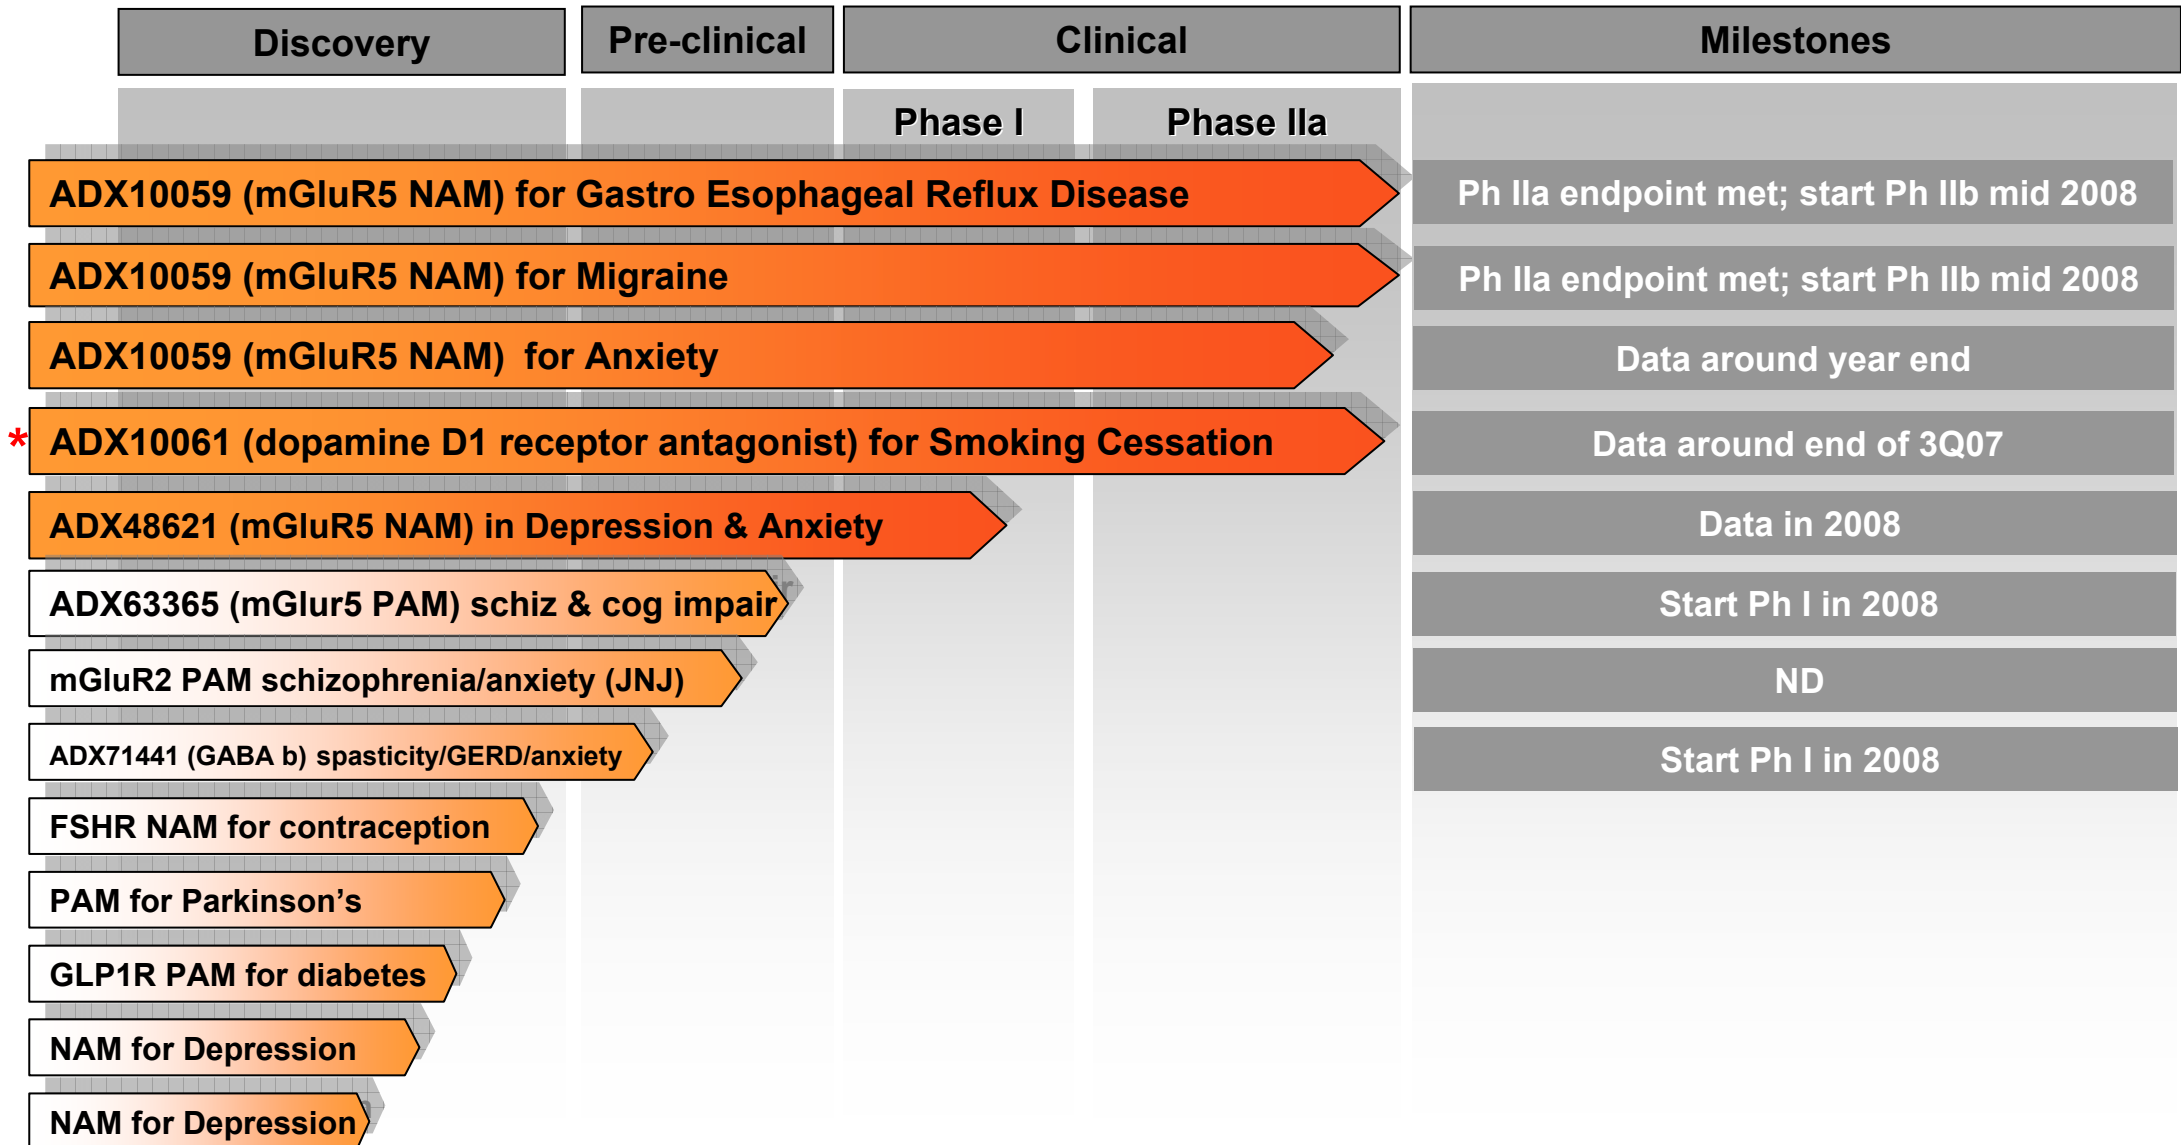 Discovery
Pre-clinical
Clinical
Milestones
Phase I
Phase IIa
ADX10059 (mGluR5 NAM) for Gastro Esophageal Reflux Disease
Ph IIa endpoint met; start Ph IIb mid 2008
ADX10059 (mGluR5 NAM) for Migraine
Ph IIa endpoint met; start Ph IIb mid 2008
ADX10059 (mGluR5 NAM)  for Anxiety
Data around year end
* ADX10061 (dopamine D1 receptor antagonist) for Smoking Cessation
Data around end of 3Q07
ADX48621 (mGluR5 NAM) in Depression & Anxiety
Data in 2008
ADX63365 (mGlur5 PAM) schiz & cog impair
Start Ph I in 2008
mGluR2 PAM schizophrenia/anxiety (JNJ)
ND
ADX71441 (GABA b) spasticity/GERD/anxiety
Start Ph I in 2008
FSHR NAM for contraception
PAM for Parkinson’s
GLP1R PAM for diabetes
NAM for Depression
NAM for Depression